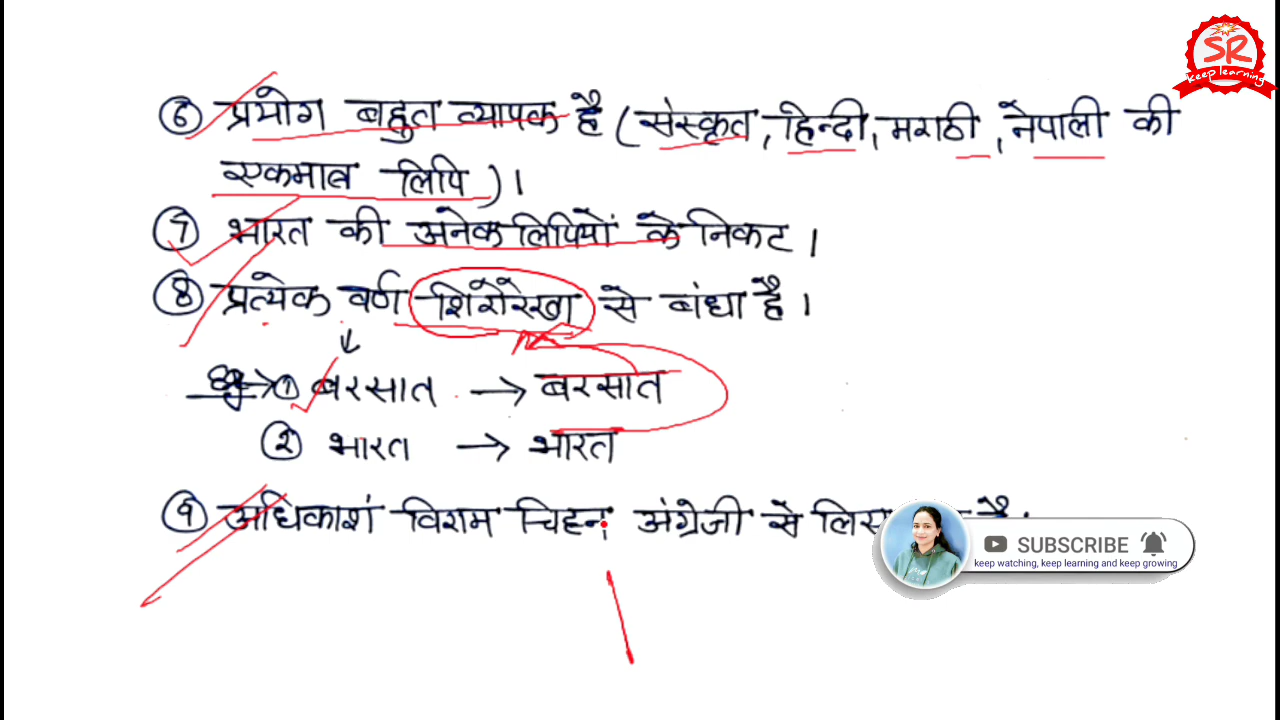 SR
keep learning
⑥ प्रयोग बहुत व्यापक है (संस्कृत, हिन्दी, मराठी, नेपाली की
एकमात्र लिपि)।
⑦ भारत की अनेक लिपियों के निकट।
⑧ प्रत्येक वर्ण शिरोरेखा से बंधा है।
① बरसात → बरसात
② भारत → भारत
⑨ अधिकाशं विराम चिहन अंग्रेजी से है।
SUBSCRIBE
keep watching, keep learning and keep growing